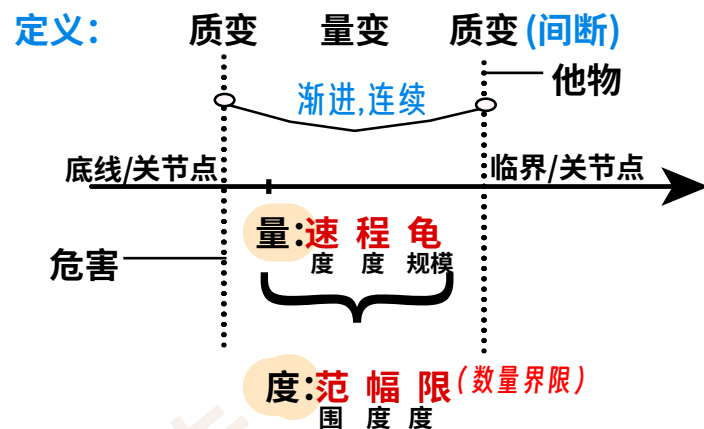 定义： 质变 量变 质变 (间断)
他物
渐进,连续
底线/关节点 临界/关节点
量:速 程 龟
度 度 规模
危害
度:范 幅 限(数量界限)
围 度 度